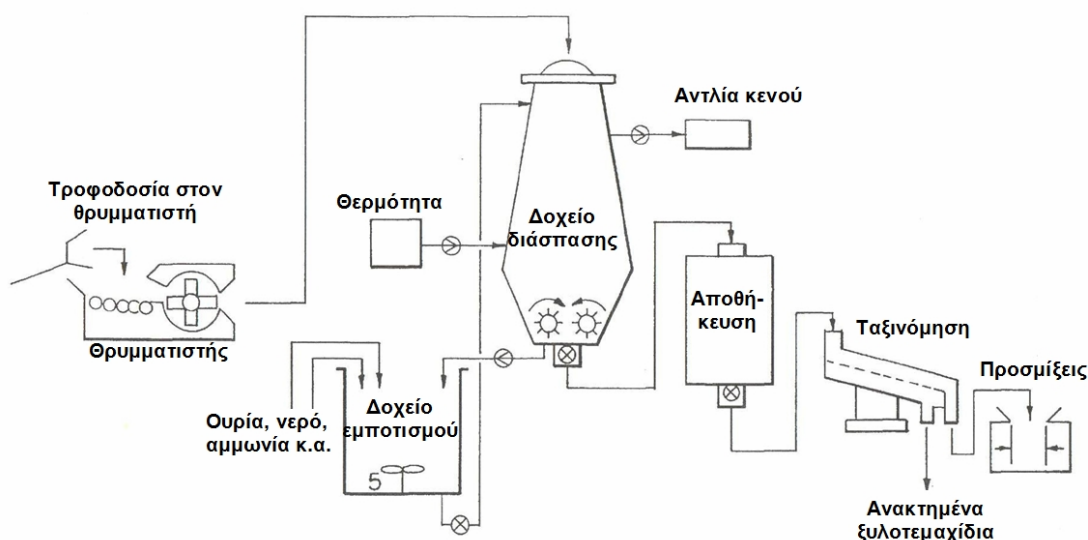 Αντλία κενού
Τροφοδοσία στον
θρυμματιστή
Θερμότητα
Δοχείο
διάσπασης
Αποθή-
κευση
Ταξινόμηση
Θρυμματιστής
Προσμίξεις
Δοχείο
εμποτισμού
Ουρία, νερό,
αμμωνία κ.α.
5
Ανακτημένα
ξυλοτεμαχίδια